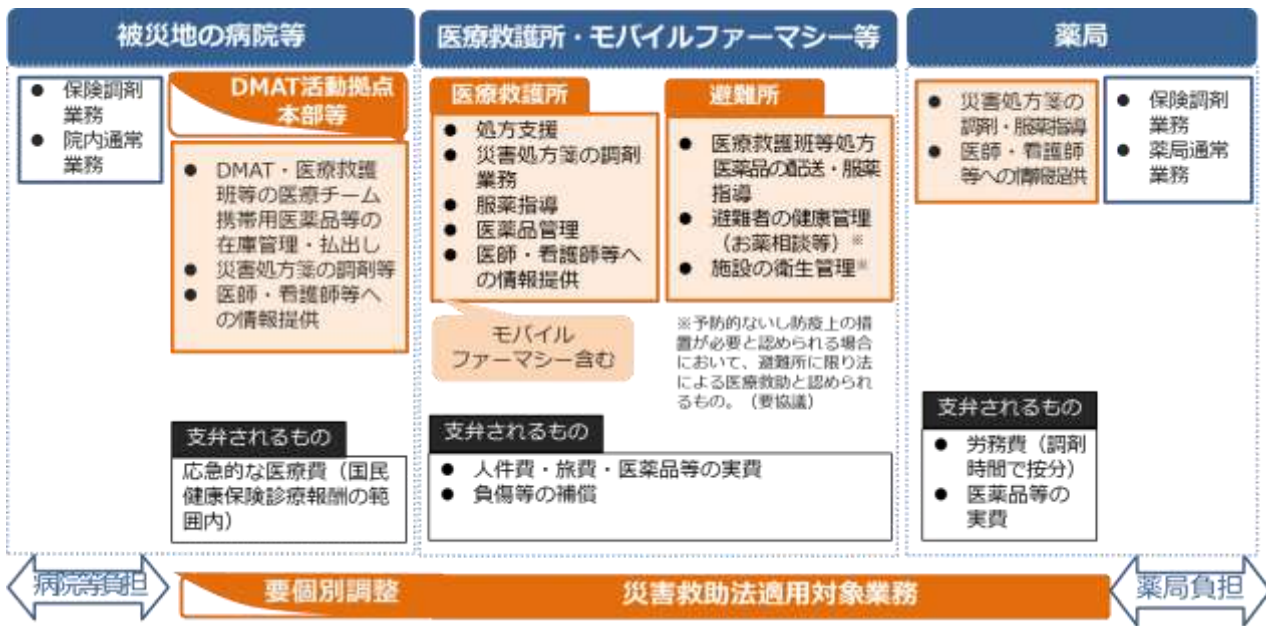 被災地の病院等
保険調剤
業務
院内通常
業務
DMAT活動拠点
本部等
DMAT・医療救護
班等の医療チーム
携帯用医薬品等の
在庫管理・払出し
災害処方箋の調剤等
医師・看護師等へ
の情報提供
支弁されるもの
応急的な医療費（国民
健康保険診療報酬の範
囲内）
医療救護所・モバイルファーマシー等
医療救護所
処方支援
災害処方箋の調剤
業務
服薬指導
医薬品管理
医師・看護師等へ
の情報提供
モバイル
ファーマシー含む
避難所
医療救護班等処方
医薬品の配送・服薬
指導
避難者の健康管理
（お薬相談等）※
施設の衛生管理※
※予防的ないし防疫上の措
置が必要と認められる場合
において、避難所に限り法
による医療救助と認められ
るもの。（要協議）
支弁されるもの
人件費・旅費・医薬品等の実費
負傷等の補償
薬局
災害処方箋の
調剤・服薬指導
医師・看護師
等への情報提供
保険調剤
業務
薬局通常
業務
支弁されるもの
労務費（調剤
時間で按分）
医薬品等の
実費
病院等負担
要個別調整
災害救助法適用対象業務
薬局負担